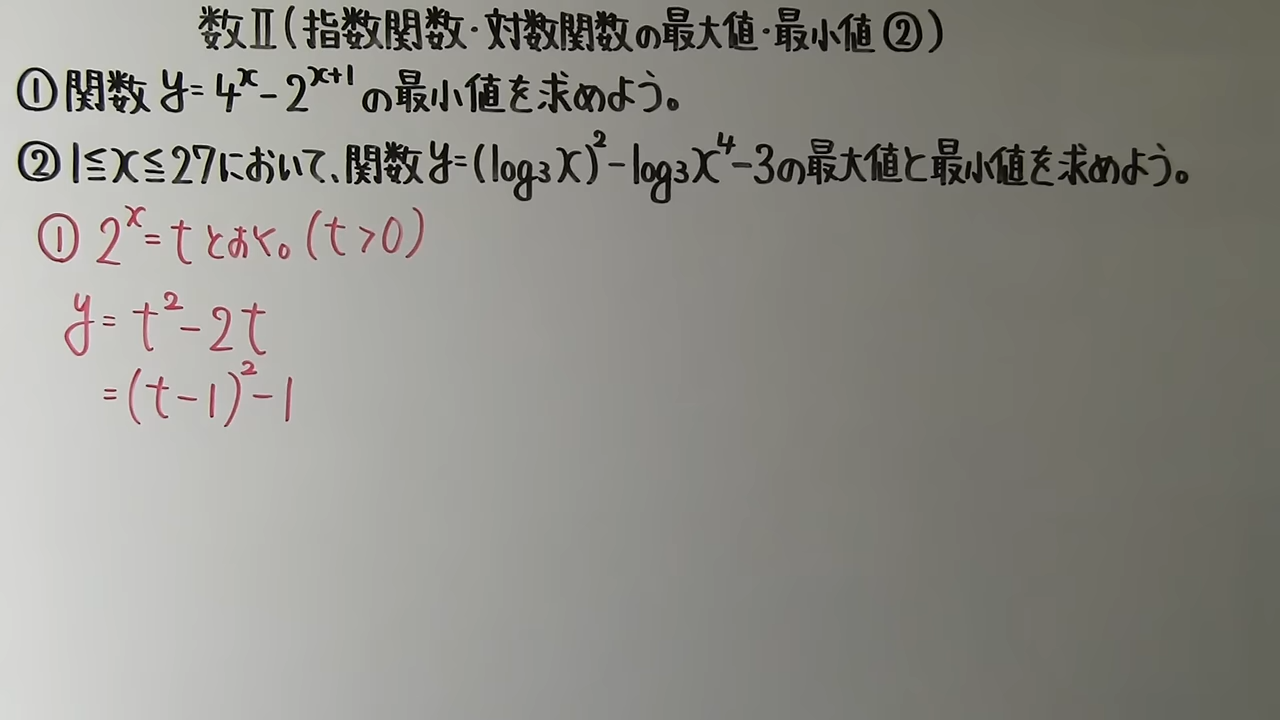 数Ⅱ(指数関数・対数関数の最大値・最小値②)
①関数 y=4^x-2^{x+1} の最小値を求めよう。
②1≦x≦27において、関数y=(log₃x)²-log₃x⁴-3の最大値と最小値を求めよう。
① 2^x=tとおく。(t>0)
y=t²-2t
=(t-1)²-1